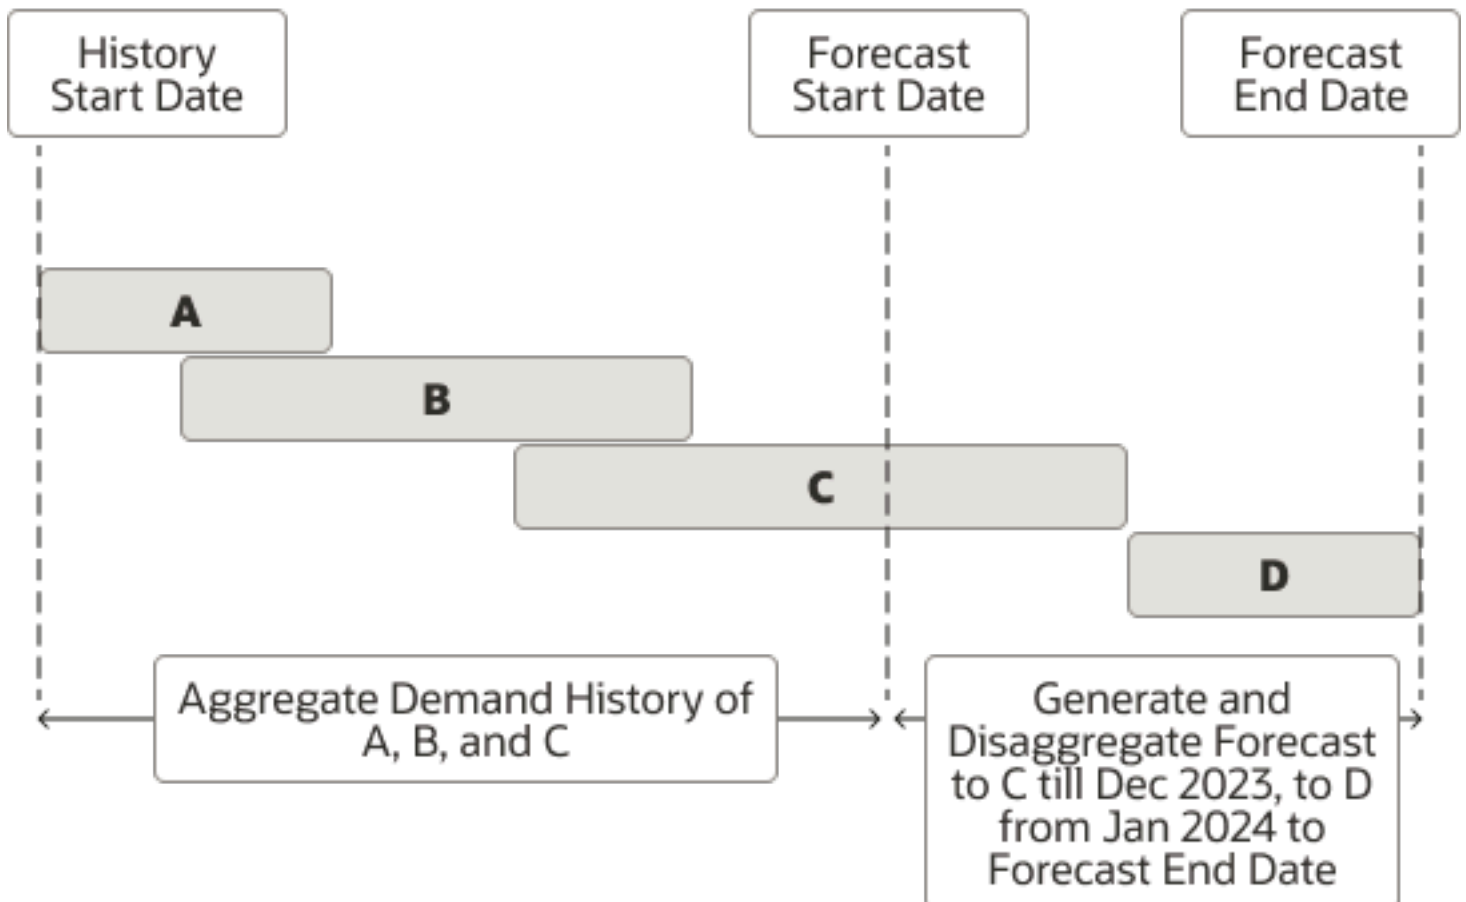 History
Start Date
Forecast
Start Date
Forecast
End Date
A
B
C
D
Aggregate Demand History of
A, B, and C
Generate and
Disaggregate Forecast
to C till Dec 2023, to D
from Jan 2024 to
Forecast End Date